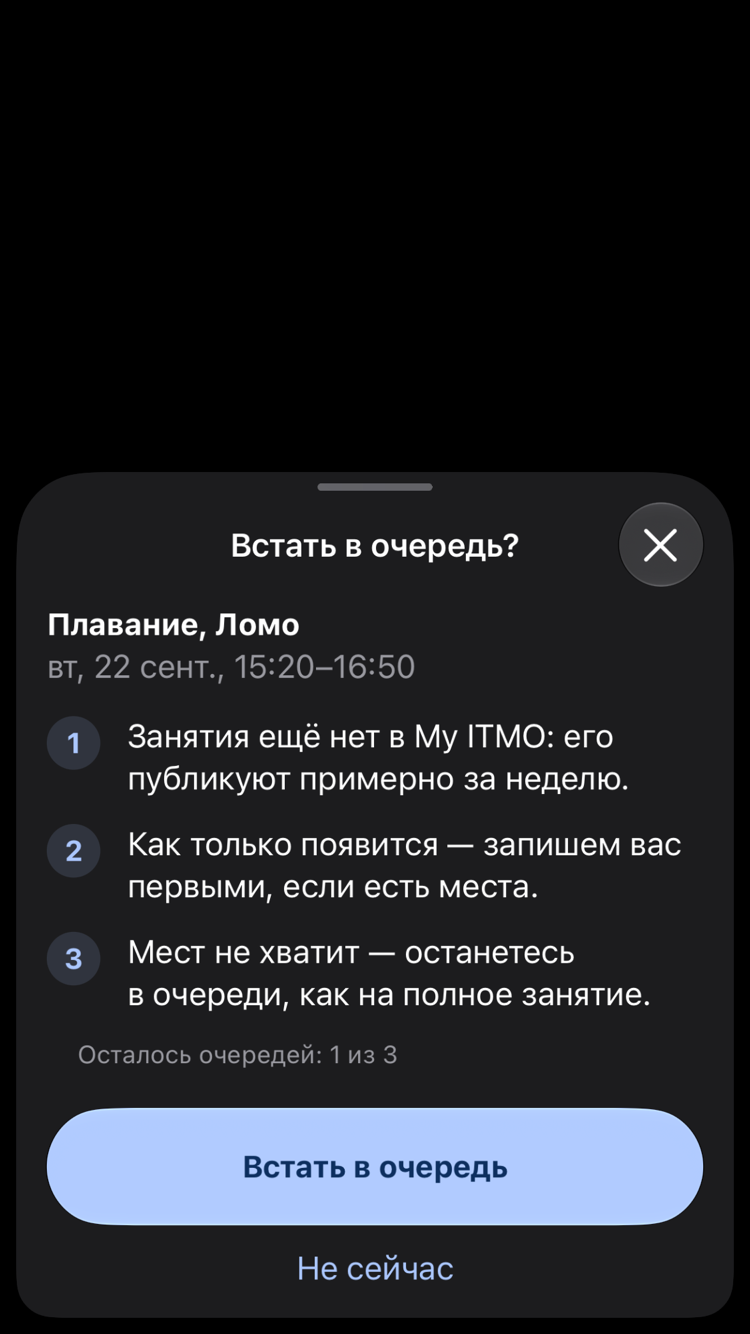 Встать в очередь?
Плавание, Ломо
вт, 22 сент., 15:20–16:50
1
Занятия ещё нет в My ITMO: его
публикуют примерно за неделю.
2
Как только появится — запишем вас
первыми, если есть места.
3
Мест не хватит — останетесь
в очереди, как на полное занятие.
Осталось очередей: 1 из 3
Встать в очередь
Не сейчас